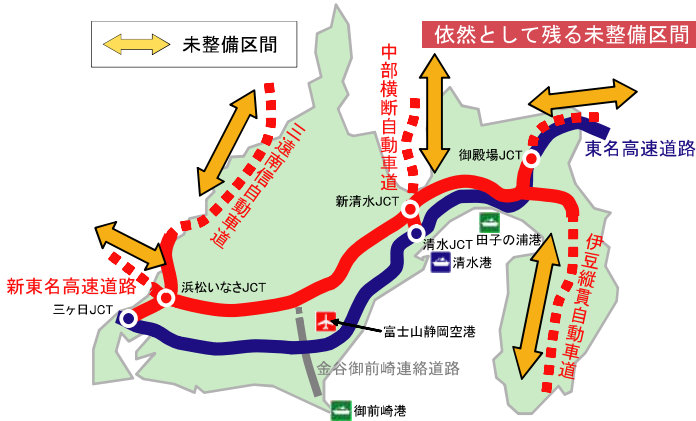 未整備区間
依然として残る未整備区間
中部横断自動車道
三遠南信自動車道
御殿場JCT
東名高速道路
新清水JCT
清水JCT
田子の浦港
清水港
伊豆縦貫自動車道
新東名高速道路
浜松いなさJCT
三ヶ日JCT
富士山静岡空港
金谷御前崎連絡道路
御前崎港